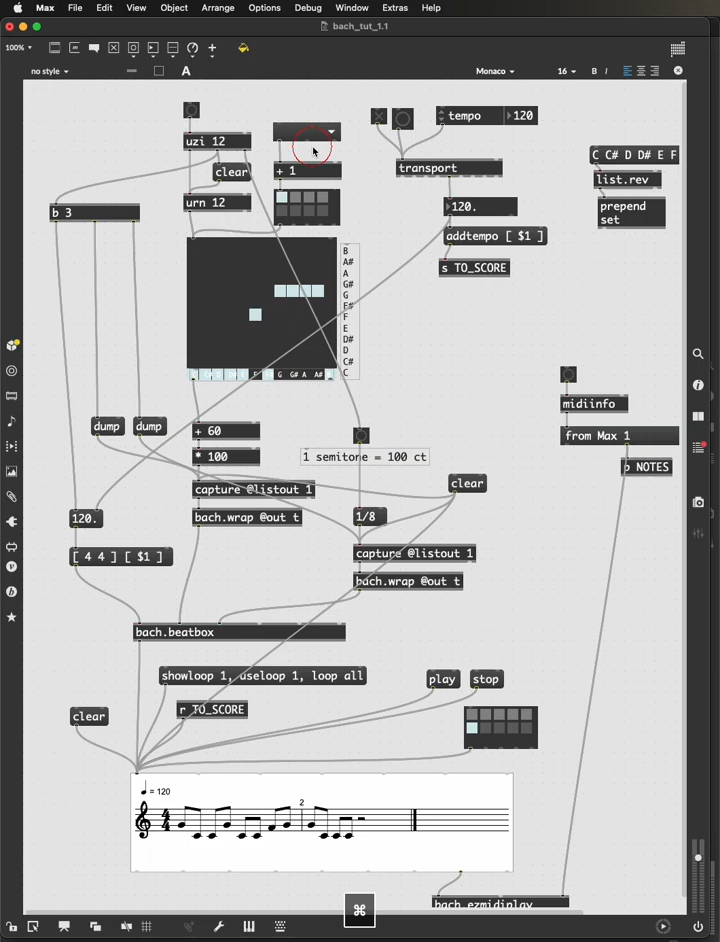 Max File Edit View Object Arrange Options Debug Window Extras Help
bach_tut_1.1
100%
no style
A
Monaco
16
B I
uzi 12
clear
urn 12
+ 1
tempo 120
transport
120.
addtempo [ $1 ]
s TO_SCORE
C C# D D# E F
list.rev
prepend
set
b 3
B
A#
A
G#
G
F#
F
E
D#
D
C#
C
G G# A A#
dump
dump
+ 60
* 100
1 semitone = 100 ct
capture @listout 1
bach.wrap @out t
clear
midiinfo
from Max 1
p NOTES
120.
1/8
[ 4 4 ] [ $1 ]
capture @listout 1
bach.wrap @out t
bach.beatbox
showloop 1, useloop 1, loop all
play
stop
clear
r TO_SCORE
= 120
2
4
4
bach.ezmidiplay
⌘